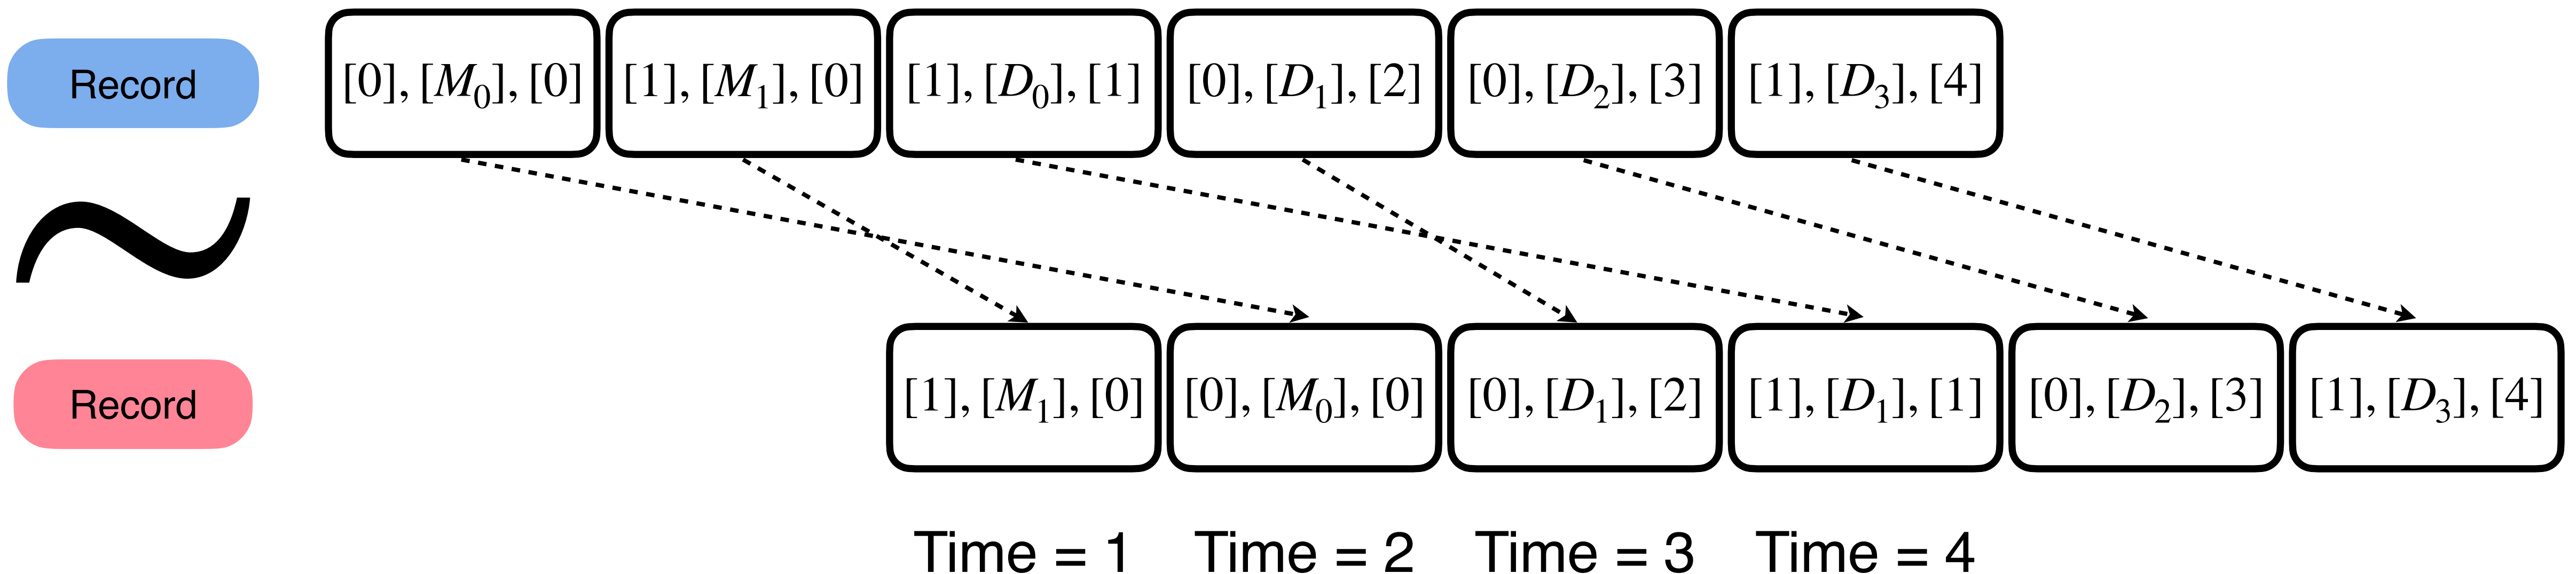 Record [0], [M₀], [0] [1], [M₁], [0] [1], [D₀], [1] [0], [D₁], [2] [0], [D₂], [3] [1], [D₃], [4]
Record [1], [M₁], [0] [0], [M₀], [0] [0], [D₁], [2] [1], [D₁], [1] [0], [D₂], [3] [1], [D₃], [4]
Time = 1 Time = 2 Time = 3 Time = 4